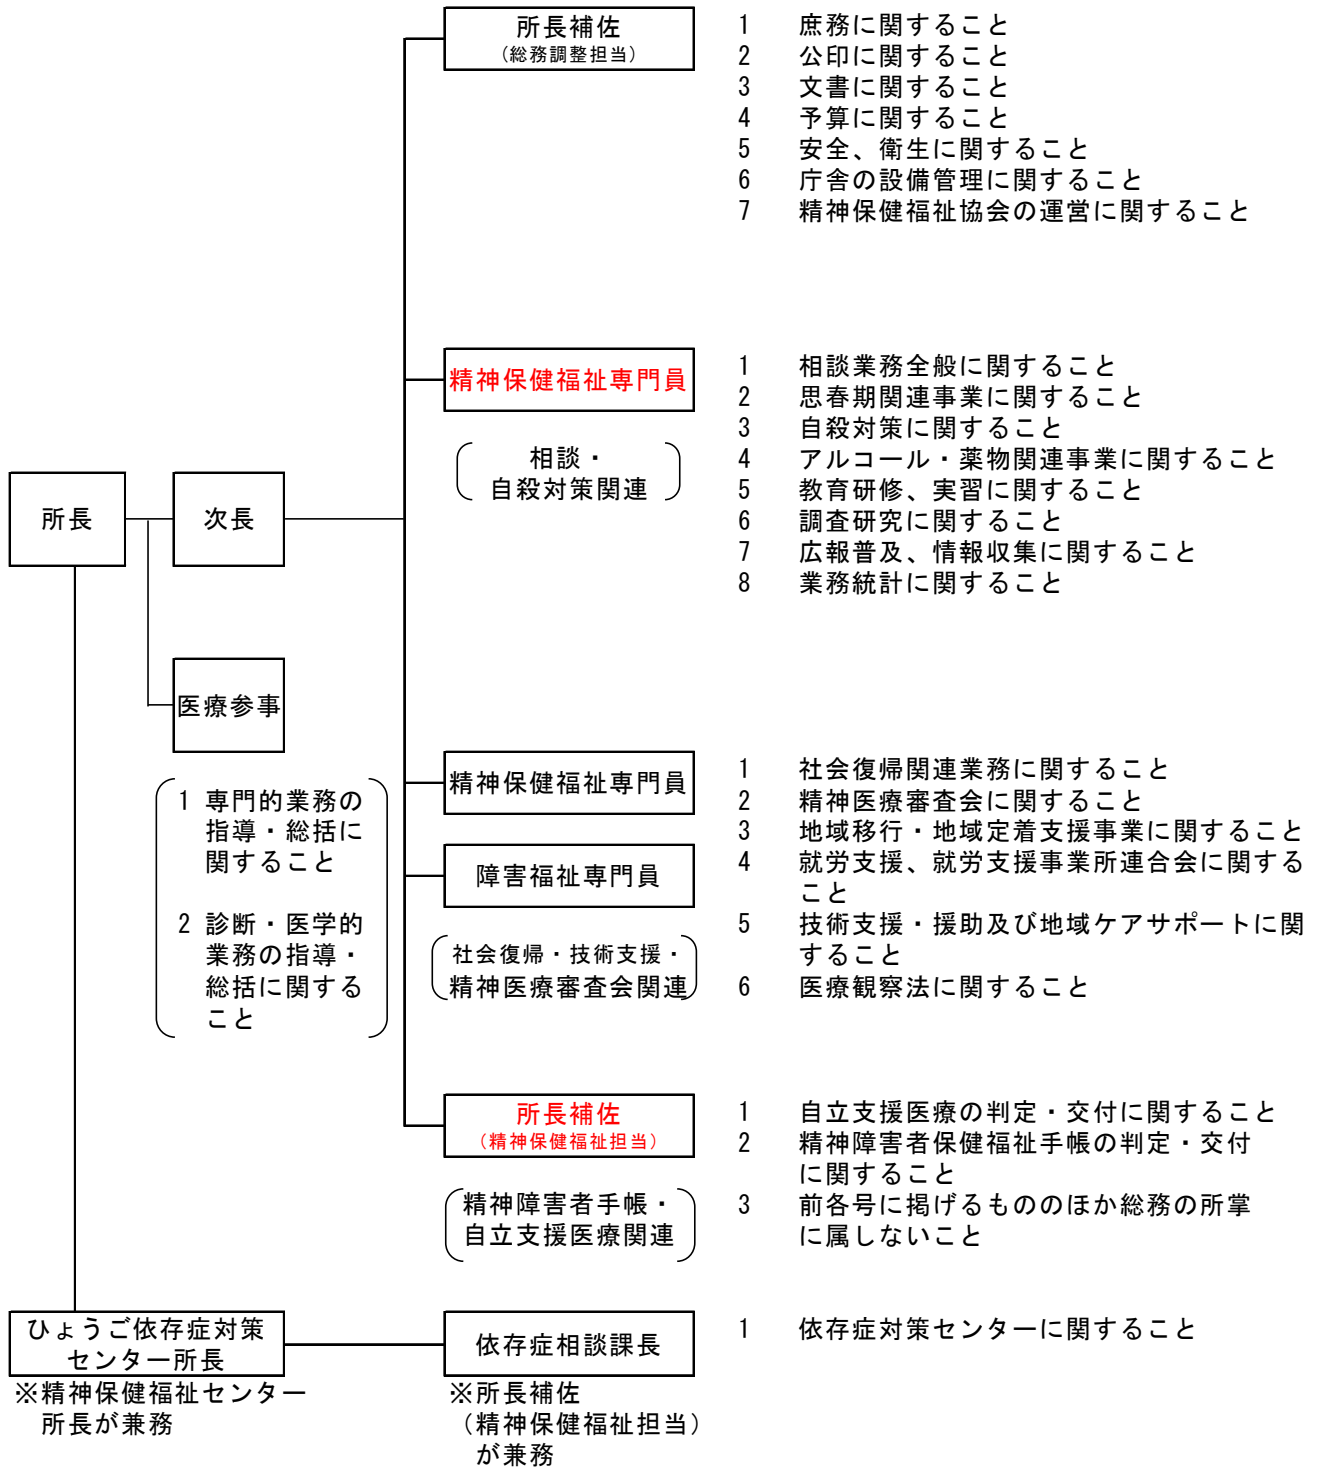 所長補佐
(総務調整担当)
1 庶務に関すること
2 公印に関すること
3 文書に関すること
4 予算に関すること
5 安全、衛生に関すること
6 庁舎の設備管理に関すること
7 精神保健福祉協会の運営に関すること
精神保健福祉専門員
相談・
自殺対策関連
1 相談業務全般に関すること
2 思春期関連事業に関すること
3 自殺対策に関すること
4 アルコール・薬物関連事業に関すること
5 教育研修、実習に関すること
6 調査研究に関すること
7 広報普及、情報収集に関すること
8 業務統計に関すること
所長
次長
医療参事
1 専門的業務の
指導・総括に
関すること
2 診断・医学的
業務の指導・
総括に関する
こと
精神保健福祉専門員
障害福祉専門員
社会復帰・技術支援・
精神医療審査会関連
1 社会復帰関連業務に関すること
2 精神医療審査会に関すること
3 地域移行・地域定着支援事業に関すること
4 就労支援、就労支援事業所連合会に関する
こと
5 技術支援・援助及び地域ケアサポートに関
すること
6 医療観察法に関すること
所長補佐
(精神保健福祉担当)
精神障害者手帳・
自立支援医療関連
1 自立支援医療の判定・交付に関すること
2 精神障害者保健福祉手帳の判定・交付
に関すること
3 前各号に掲げるもののほか総務の所掌
に属しないこと
ひょうご依存症対策
センター所長
※精神保健福祉センター
所長が兼務
依存症相談課長
※所長補佐
(精神保健福祉担当)
が兼務
1 依存症対策センターに関すること